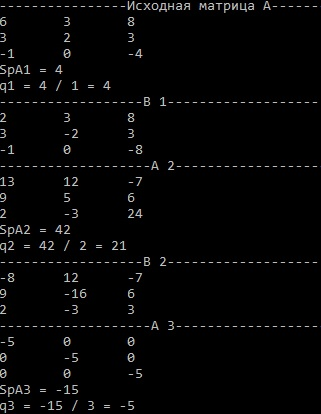 ----------------Исходная матрица A------
6 3 8
3 2 3
-1 0 -4
SpA1 = 4
q1 = 4 / 1 = 4
------------------B 1-------------------
2 3 8
3 -2 3
-1 0 -8
-------------------A 2------------------
13 12 -7
9 5 6
2 -3 24
SpA2 = 42
q2 = 42 / 2 = 21
------------------B 2-------------------
-8 12 -7
9 -16 6
2 -3 3
-------------------A 3------------------
-5 0 0
0 -5 0
0 0 -5
SpA3 = -15
q3 = -15 / 3 = -5